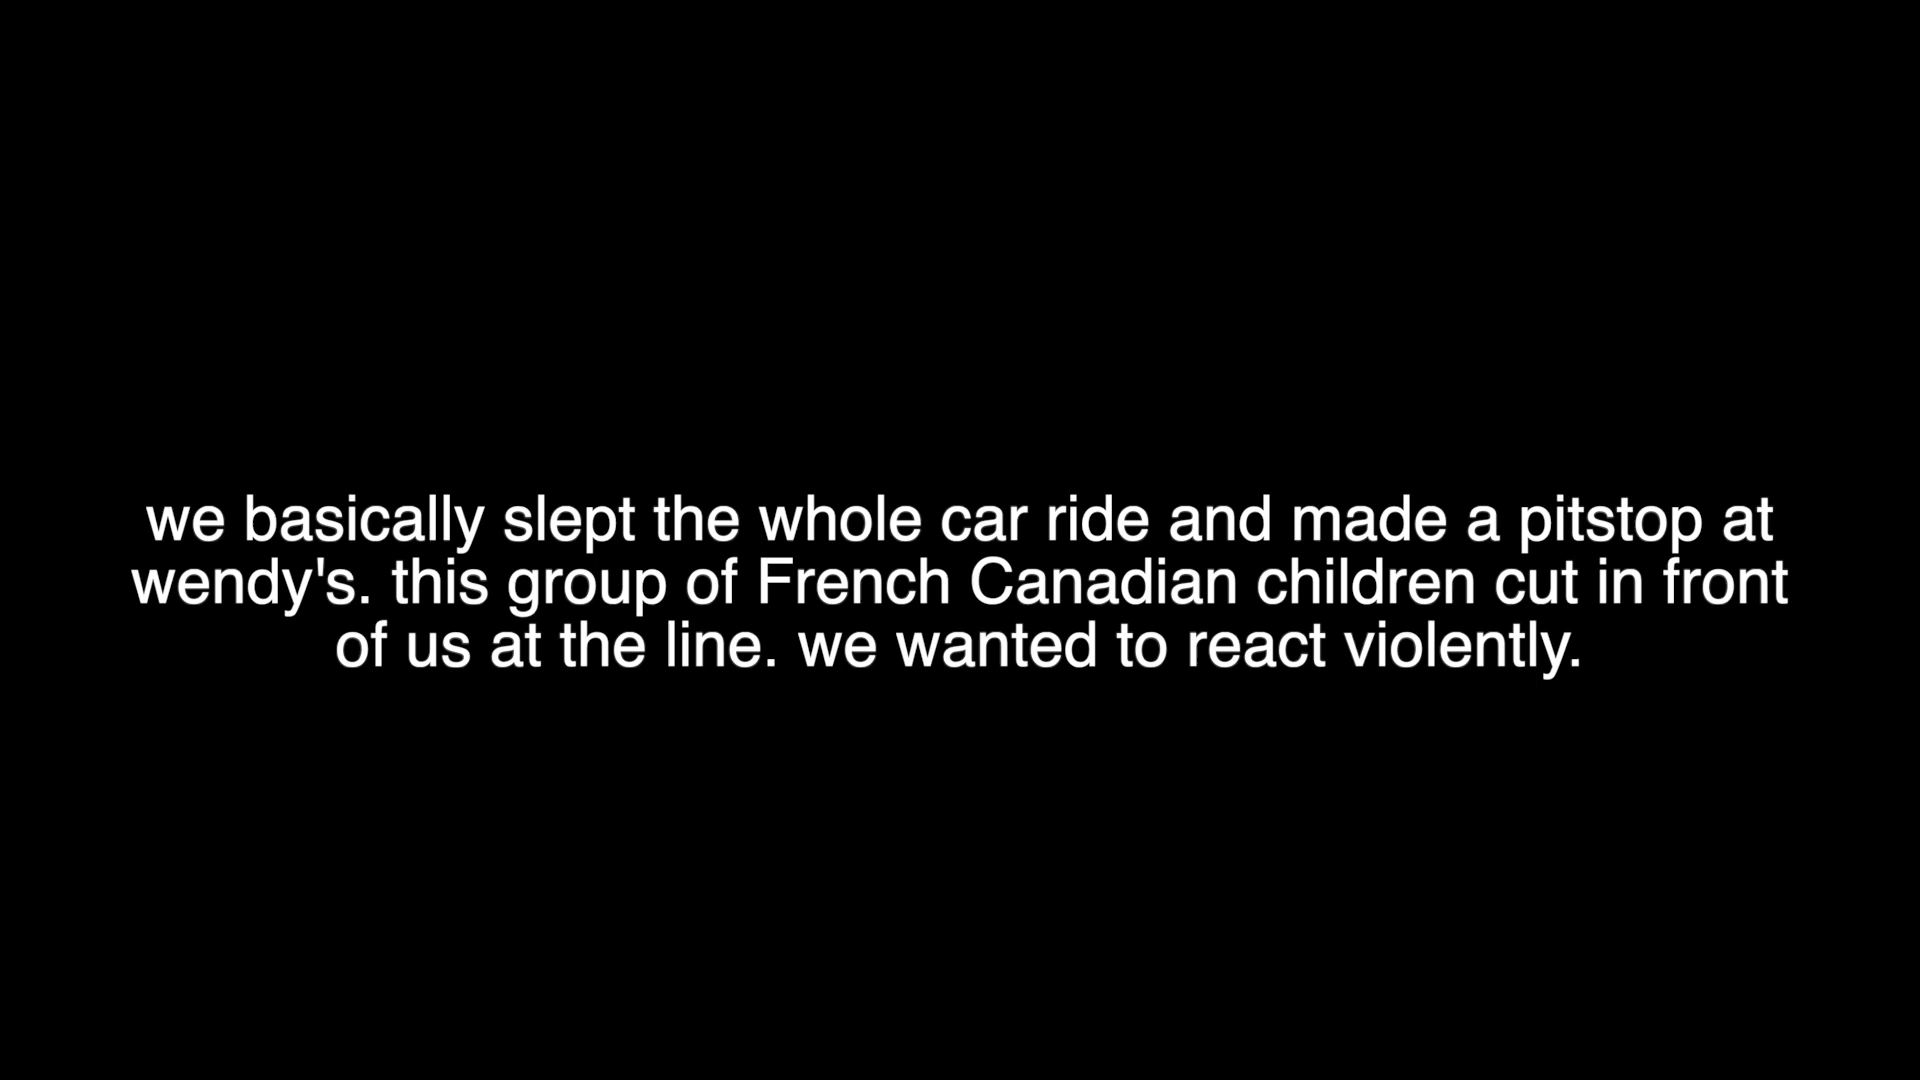 we basically slept the whole car ride and made a pitstop at
wendy's. this group of French Canadian children cut in front
of us at the line. we wanted to react violently.